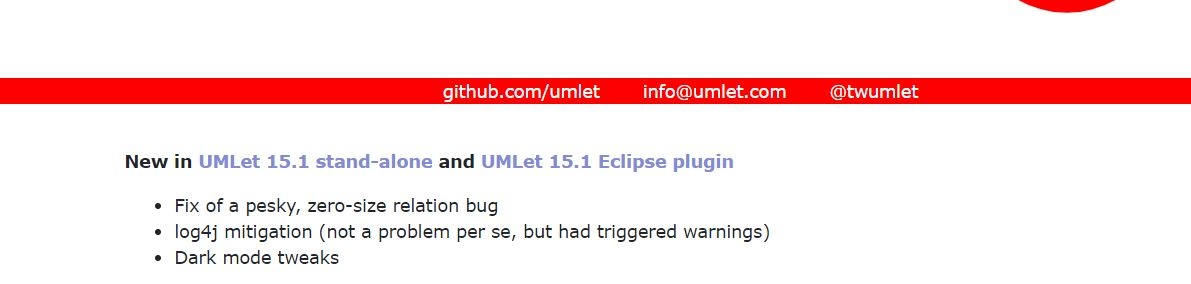 github.com/umlet info@umlet.com @twumlet
New in UMLet 15.1 stand-alone and UMLet 15.1 Eclipse plugin
• Fix of a pesky, zero-size relation bug
• log4j mitigation (not a problem per se, but had triggered warnings)
• Dark mode tweaks